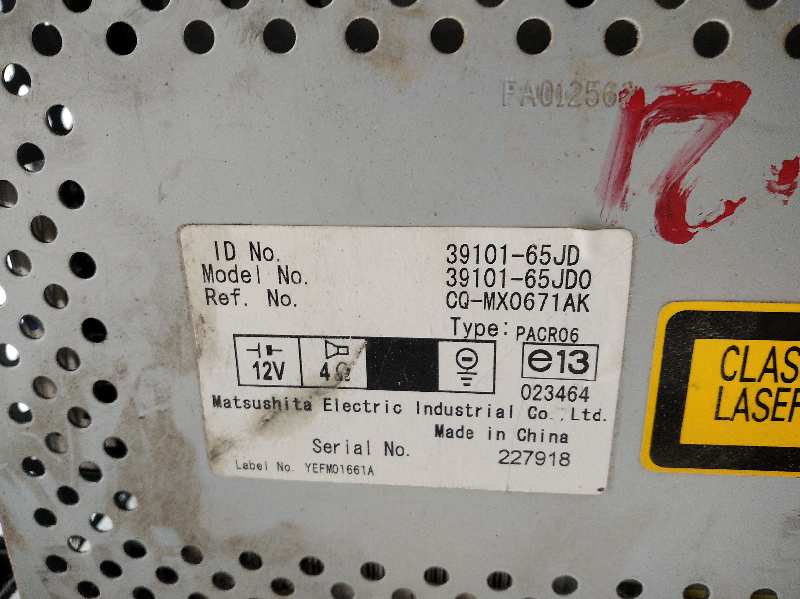 FA01256
ID No. 39101-65JD
Model No. 39101-65JD0
Ref. No. CQ-MX0671AK
Type: PACR06
12V 4Ω e13
023464
Matsushita Electric Industrial Co., Ltd.
Made in China
Serial No. 227918
Label No. YEFM01661A
CLAS
LASER